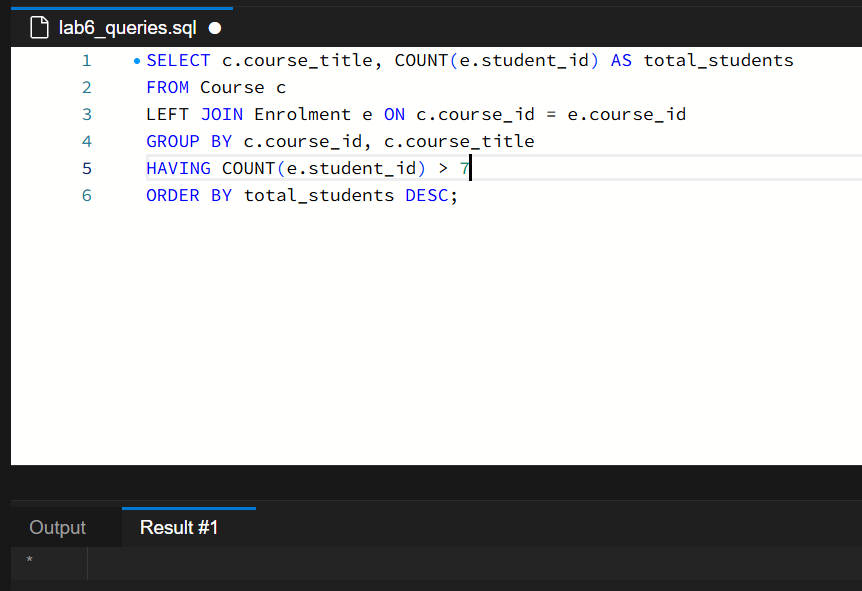 lab6_queries.sql
1 SELECT c.course_title, COUNT(e.student_id) AS total_students
2 FROM Course c
3 LEFT JOIN Enrolment e ON c.course_id = e.course_id
4 GROUP BY c.course_id, c.course_title
5 HAVING COUNT(e.student_id) > 7
6 ORDER BY total_students DESC;
Output Result #1
*